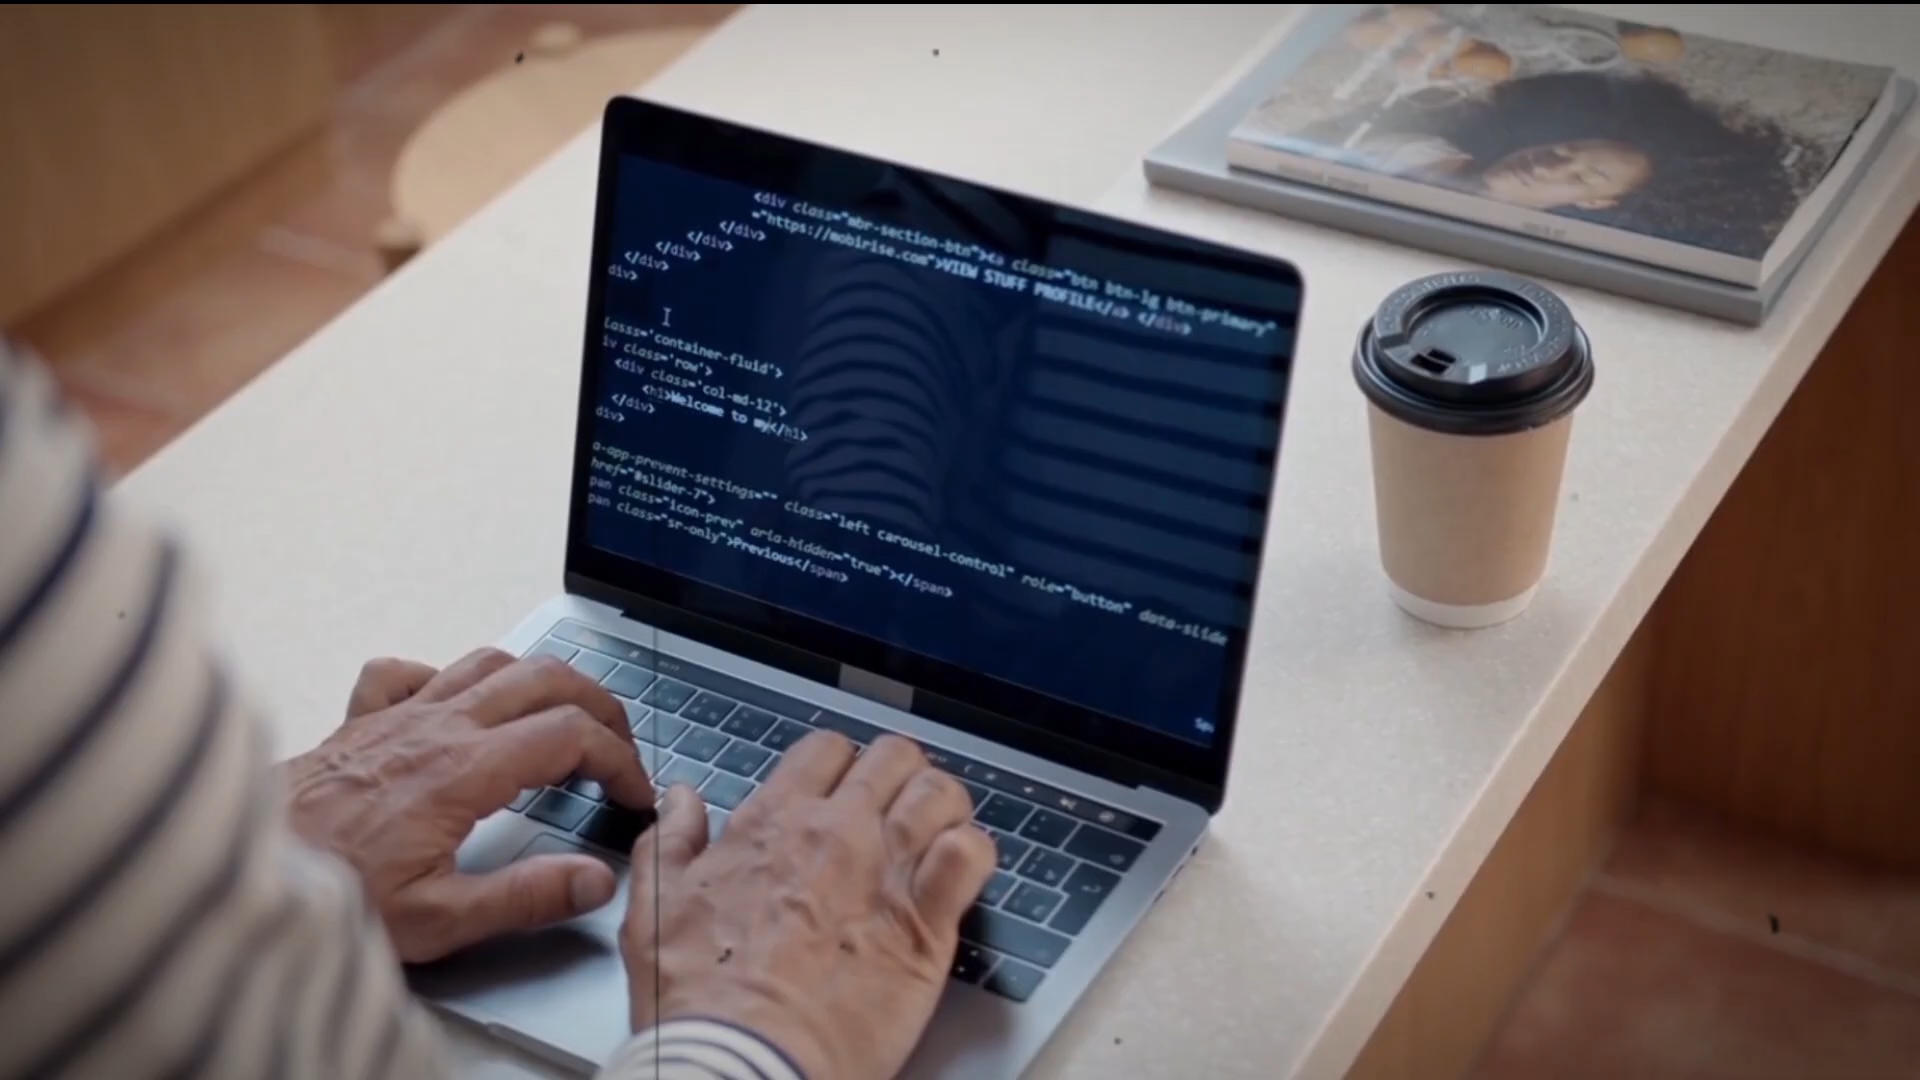 <div class="mbr-section-btn"><a class="btn btn-lg btn-primary"
="https://mobirise.com">VIEW STUFF PROFILE</a> </div>
</div>
</div>
</div>
</div>
div>
lass='container-fluid'>
iv class='row'>
<div class='col-md-12'>
<h1>Welcome to my</h1>
</div>
div>
a-app-prevent-settings="" class="left carousel-control" role="button" data-slide
href="#slider-7">
pan class="icon-prev" aria-hidden="true"></span>
pan class="sr-only">Previous</span>